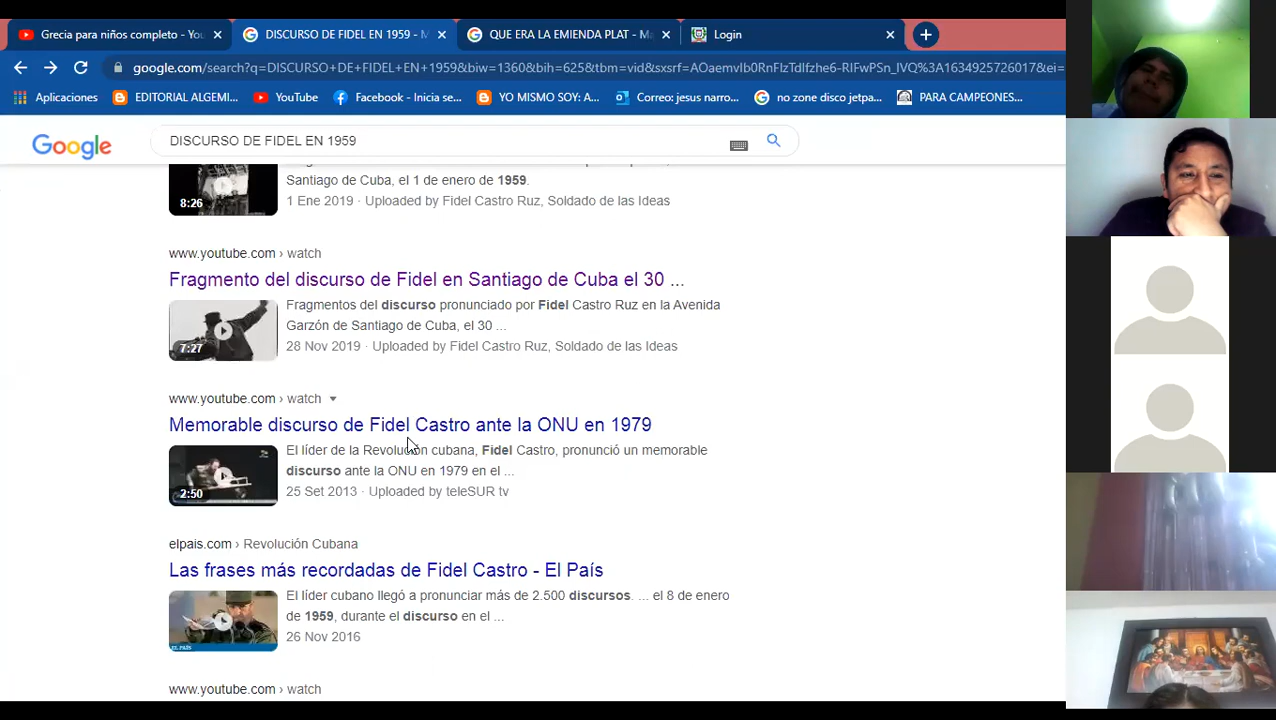 Grecia para niños completo - You
DISCURSO DE FIDEL EN 1959 - M
QUE ERA LA EMIENDA PLAT - Ma
Login
google.com/search?q=DISCURSO+DE+FIDEL+EN+1959&biw=1360&bih=625&tbm=vid&sxsrf=
Aplicaciones
EDITORIAL ALGEMI...
YouTube
Facebook - Inicia se...
YO MISMO SOY: A...
Correo: jesus narro...
no zone disco jetpa...
PARA CAMPEONES...
Google
DISCURSO DE FIDEL EN 1959
Santiago de Cuba, el 1 de enero de 1959.
8:26
1 Ene 2019 · Uploaded by Fidel Castro Ruz, Soldado de las Ideas
www.youtube.com › watch
Fragmento del discurso de Fidel en Santiago de Cuba el 30 ...
Fragmentos del discurso pronunciado por Fidel Castro Ruz en la Avenida
Garzón de Santiago de Cuba, el 30 ...
7:27
28 Nov 2019 · Uploaded by Fidel Castro Ruz, Soldado de las Ideas
www.youtube.com › watch
Memorable discurso de Fidel Castro ante la ONU en 1979
El líder de la Revolución cubana, Fidel Castro, pronunció un memorable
discurso ante la ONU en 1979 en el ...
2:50
25 Set 2013 · Uploaded by teleSUR tv
elpais.com › Revolución Cubana
Las frases más recordadas de Fidel Castro - El País
El líder cubano llegó a pronunciar más de 2.500 discursos. ... el 8 de enero
de 1959, durante el discurso en el ...
26 Nov 2016
EL PAÍS
www.youtube.com › watch